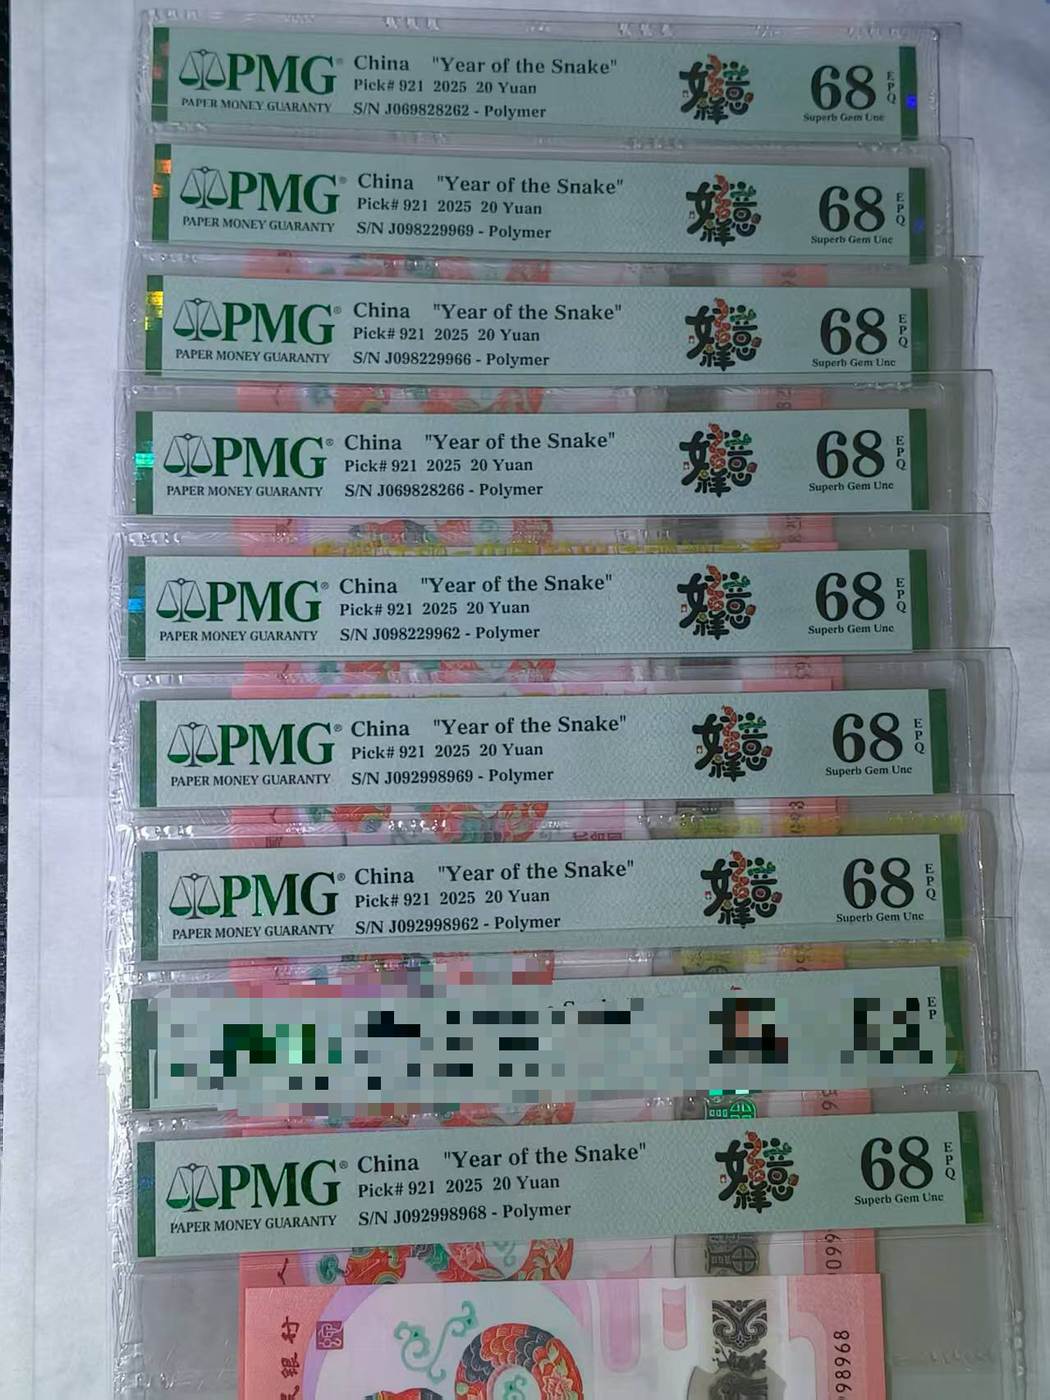 PMG® China "Year of the Snake" 68 EPQ
PAPER MONEY GUARANTY Pick# 921 2025 20 Yuan Superb Gem Unc
S/N J069828262 - Polymer
PMG® China "Year of the Snake" 68 EPQ
PAPER MONEY GUARANTY Pick# 921 2025 20 Yuan Superb Gem Unc
S/N J098229969 - Polymer
PMG® China "Year of the Snake" 68 EPQ
PAPER MONEY GUARANTY Pick# 921 2025 20 Yuan Superb Gem Unc
S/N J098229966 - Polymer
PMG® China "Year of the Snake" 68 EPQ
PAPER MONEY GUARANTY Pick# 921 2025 20 Yuan Superb Gem Unc
S/N J069828266 - Polymer
PMG® China "Year of the Snake" 68 EPQ
PAPER MONEY GUARANTY Pick# 921 2025 20 Yuan Superb Gem Unc
S/N J098229962 - Polymer
PMG® China "Year of the Snake" 68 EPQ
PAPER MONEY GUARANTY Pick# 921 2025 20 Yuan Superb Gem Unc
S/N J092998969 - Polymer
PMG® China "Year of the Snake" 68 EPQ
PAPER MONEY GUARANTY Pick# 921 2025 20 Yuan Superb Gem Unc
S/N J092998962 - Polymer
EP
PMG® China "Year of the Snake" 68 EPQ
PAPER MONEY GUARANTY Pick# 921 2025 20 Yuan Superb Gem Unc
S/N J092998968 - Polymer
银行
98968